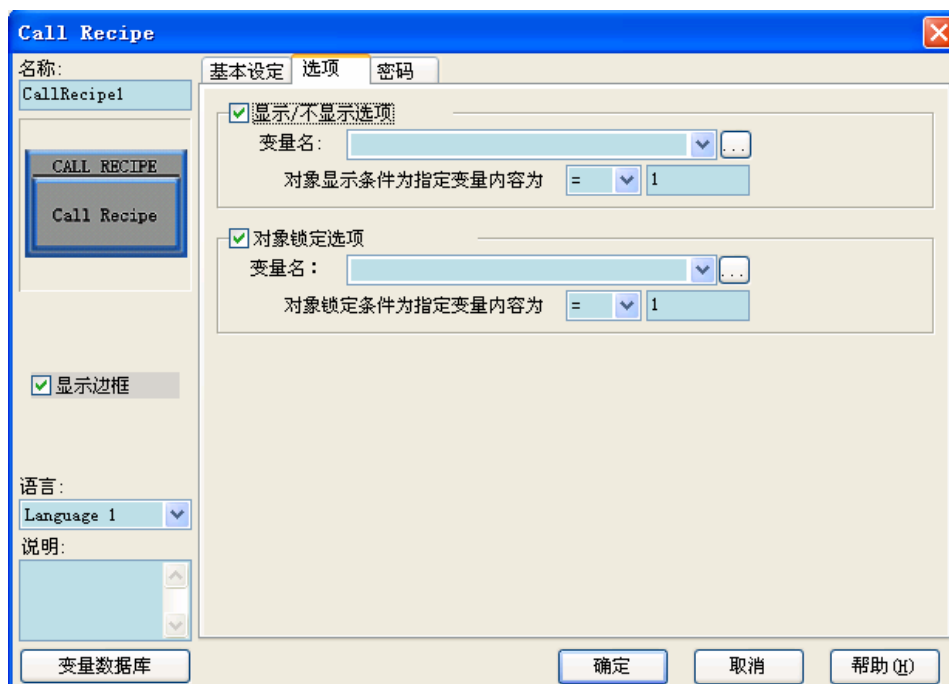 Call Recipe
名称:
CallRecipe1
CALL RECIPE
Call Recipe
显示边框
语言:
Language 1
说明:
变量数据库
基本设定 选项 密码
显示/不显示选项
变量名:
...
对象显示条件为指定变量内容为 = 1
对象锁定选项
变量名：
...
对象锁定条件为指定变量内容为 = 1
确定 取消 帮助(H)